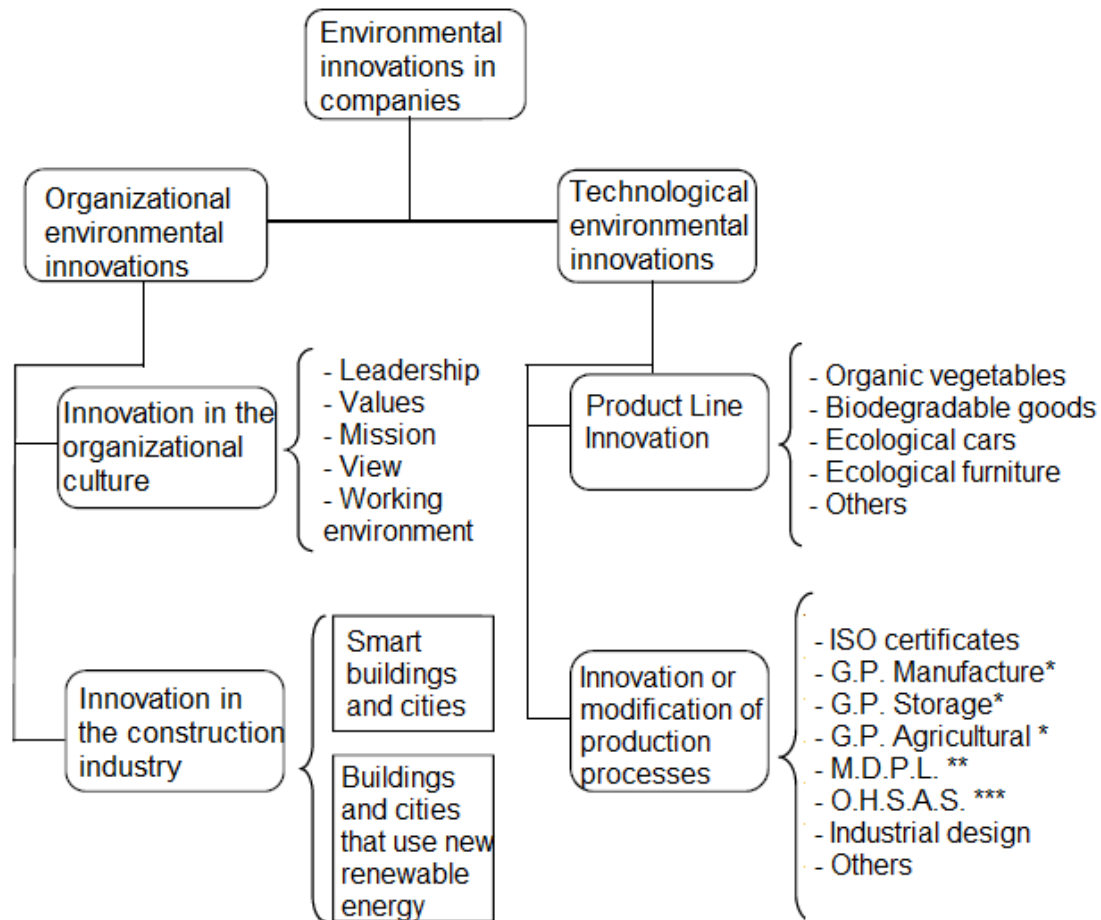 Environmental
innovations in
companies
Organizational
environmental
innovations
Technological
environmental
innovations
Innovation in the
organizational
culture
- Leadership
- Values
- Mission
- View
- Working
environment
Product Line
Innovation
- Organic vegetables
- Biodegradable goods
- Ecological cars
- Ecological furniture
- Others
Innovation in
the construction
industry
Smart
buildings
and cities
Buildings
and cities
that use new
renewable
energy
Innovation or
modification of
production
processes
- ISO certificates
- G.P. Manufacture*
- G.P. Storage*
- G.P. Agricultural *
- M.D.P.L. **
- O.H.S.A.S. ***
- Industrial design
- Others